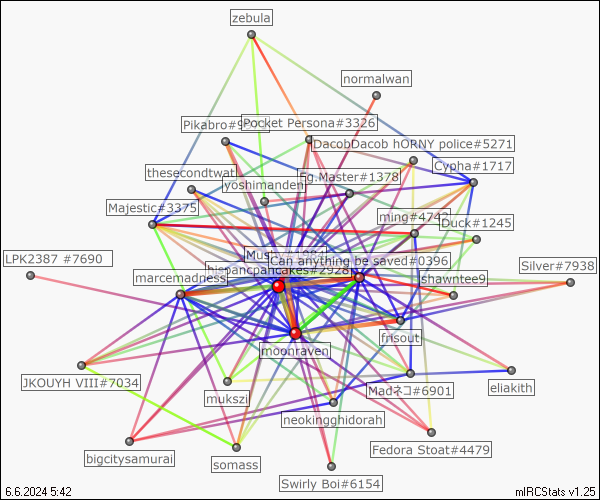 zebula
normalwan
Pocket Persona#3326
DacobDacob hORNY police#5271
Cypha#1717
thesecondtwat
yoshimanden
Eg.Master#1378
Majestic#3375
ming#4742
Duck#1245
Can anything be saved#0396
LPK2387 #7690
marcemadness
hispancpancakes#2928
shawntee9
Silver#7938
moonraven
frisout
JKOUYH VIII#7034
mukszi
Madネコ#6901
eliakith
neokingghidorah
bigcitysamurai
somass
Fedora Stoat#4479
Swirly Boi#6154
6.6.2024 5:42
mIRCStats v1.25